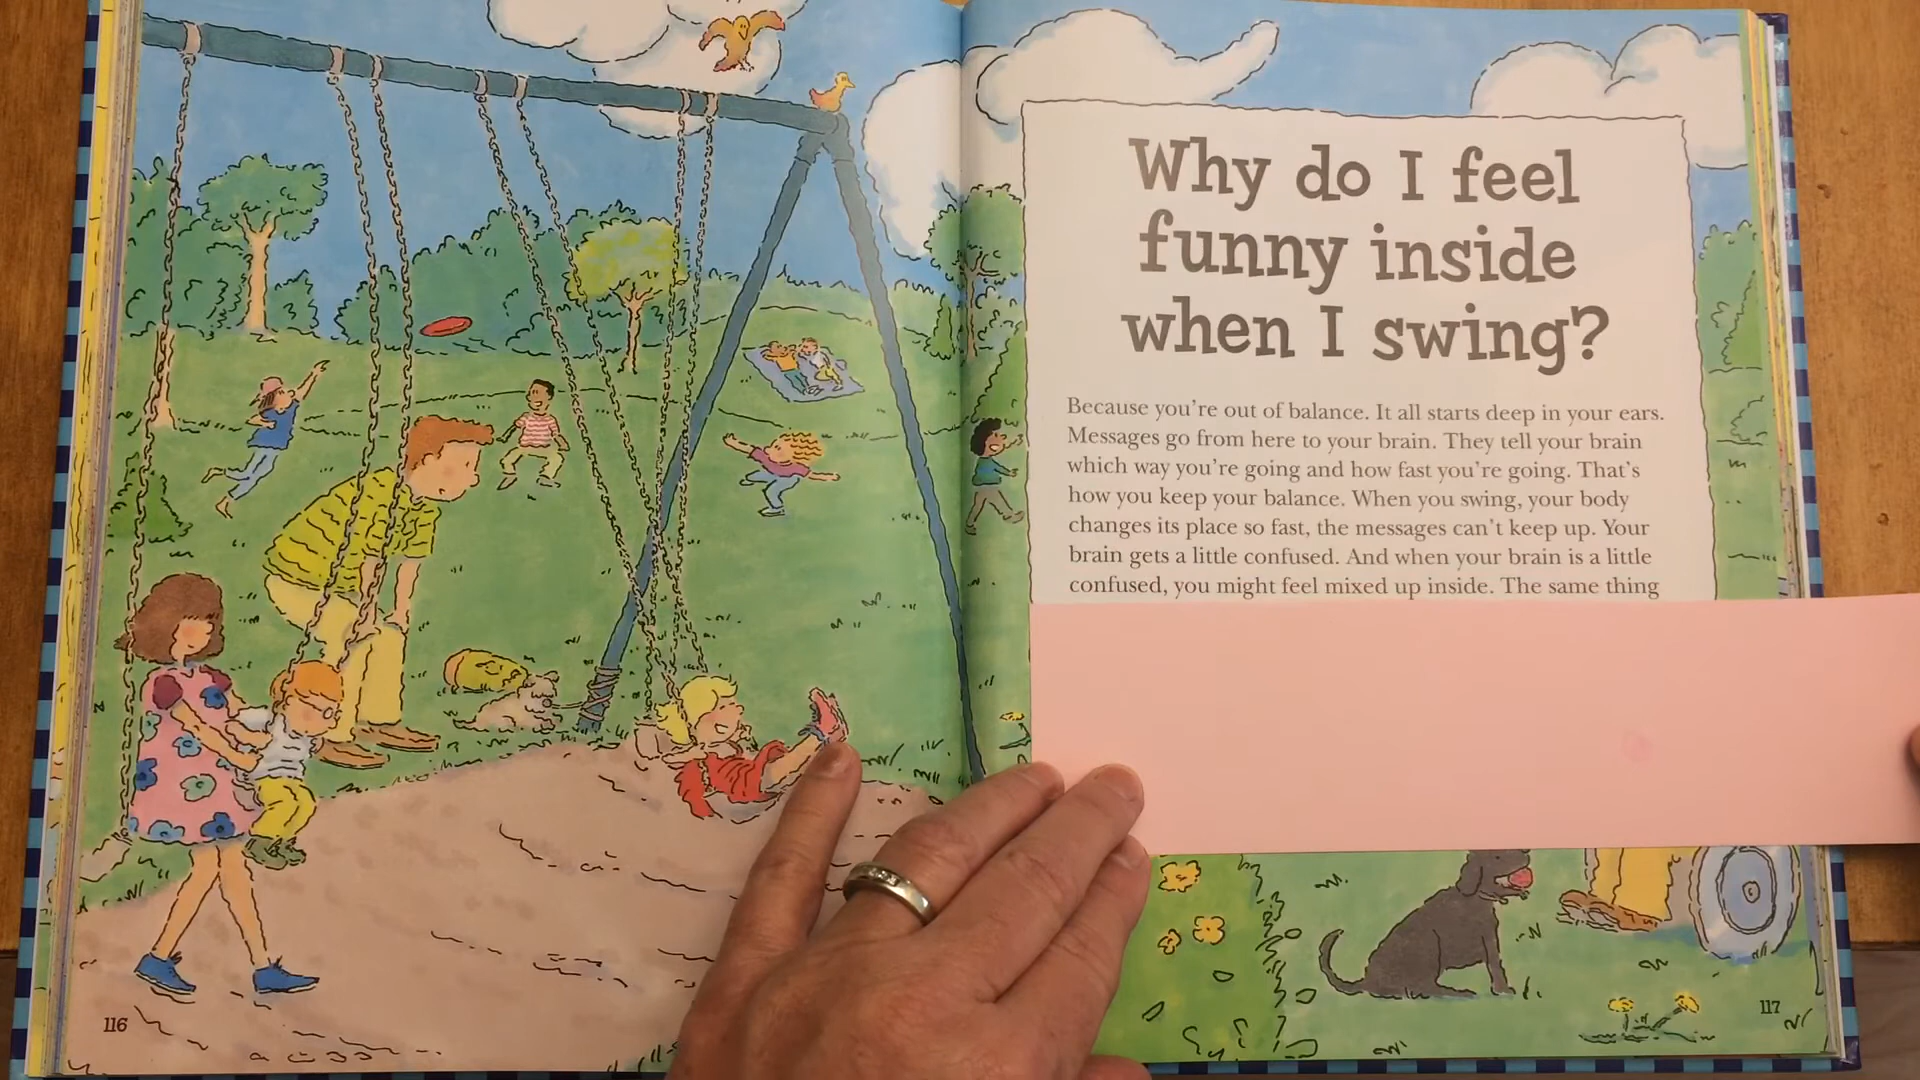 Why do I feel
funny inside
when I swing?
Because you're out of balance. It all starts deep in your ears.
Messages go from here to your brain. They tell your brain
which way you're going and how fast you're going. That's
how you keep your balance. When you swing, your body
changes its place so fast, the messages can't keep up. Your
brain gets a little confused. And when your brain is a little
confused, you might feel mixed up inside. The same thing
116
117